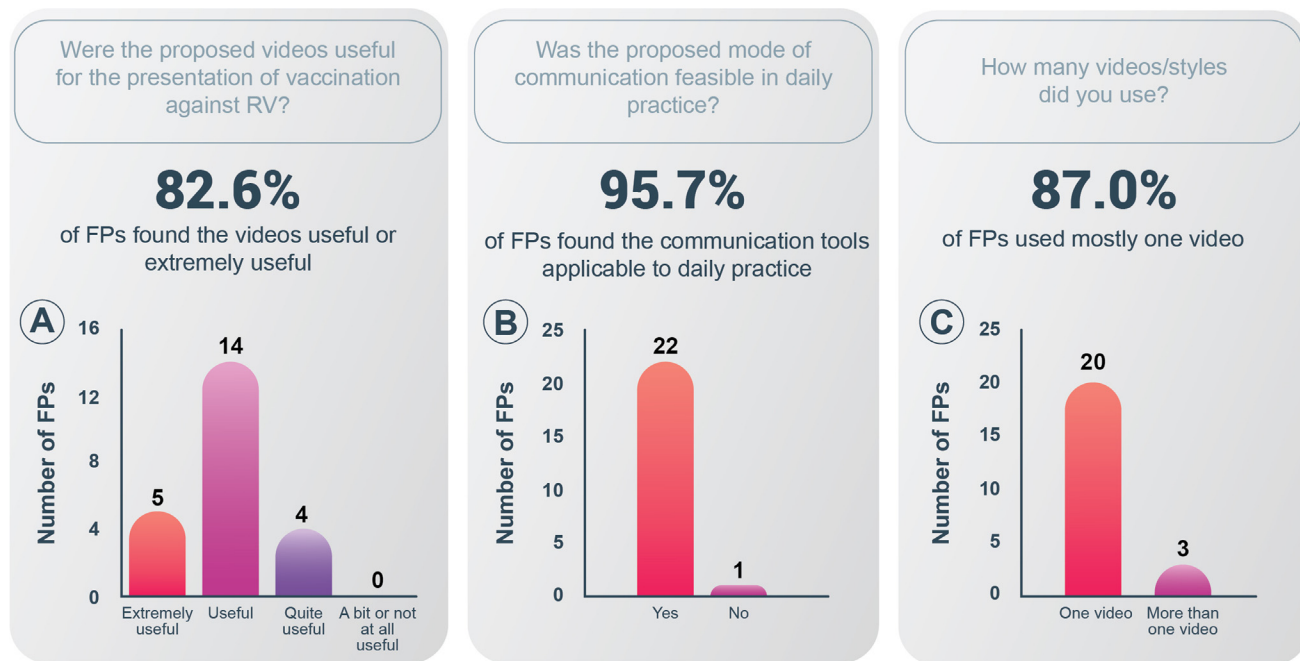 Were the proposed videos useful
for the presentation of vaccination
against RV?
82.6%
of FPs found the videos useful or
extremely useful
A
Number of FPs
16
12
8
4
0
5
14
4
0
Extremely
useful
Useful
Quite
useful
A bit or not
at all
useful
Was the proposed mode of
communication feasible in daily
practice?
95.7%
of FPs found the communication tools
applicable to daily practice
B
Number of FPs
25
20
15
10
5
0
22
1
Yes
No
How many videos/styles
did you use?
87.0%
of FPs used mostly one video
C
Number of FPs
25
20
15
10
5
0
20
3
One video
More than
one video